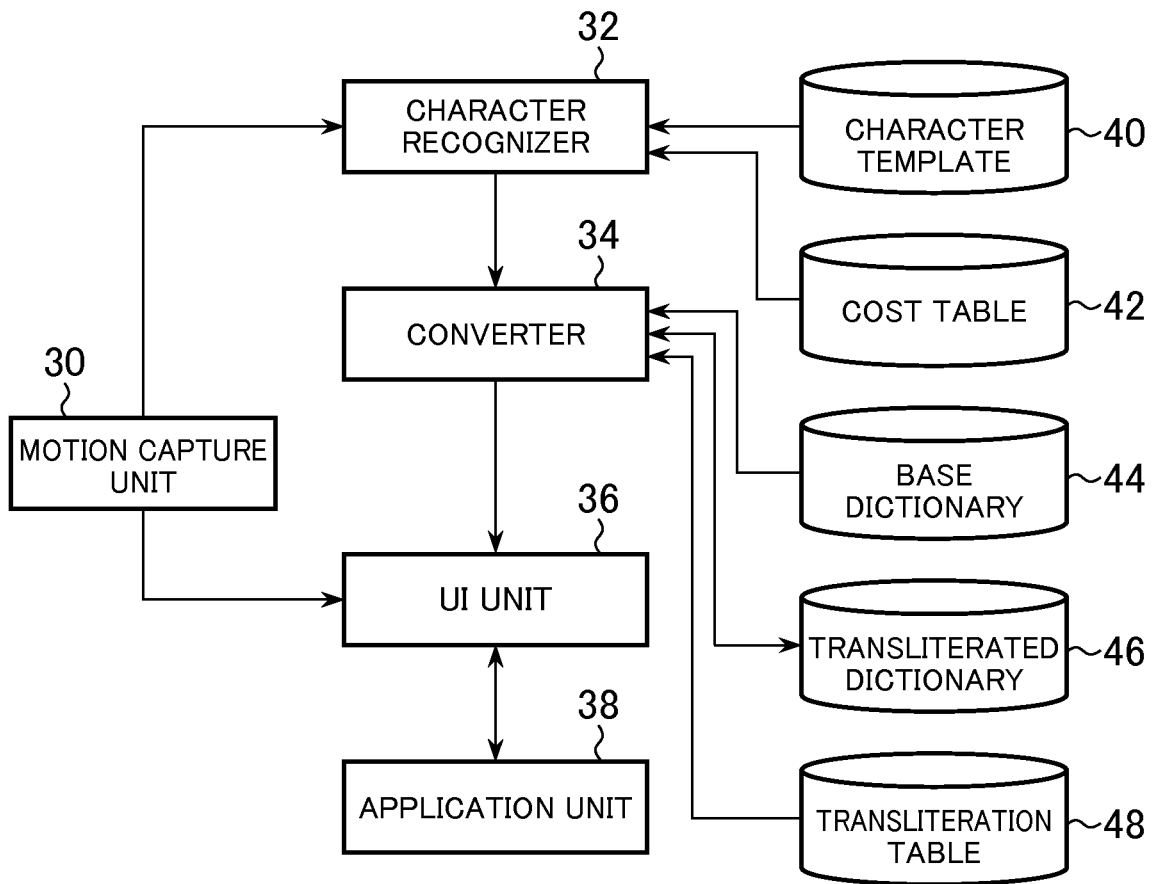 32
CHARACTER
RECOGNIZER
CHARACTER
TEMPLATE
40
34
CONVERTER
COST TABLE
42
30
MOTION CAPTURE
UNIT
BASE
DICTIONARY
44
36
UI UNIT
TRANSLITERATED
DICTIONARY
46
38
APPLICATION UNIT
TRANSLITERATION
TABLE
48